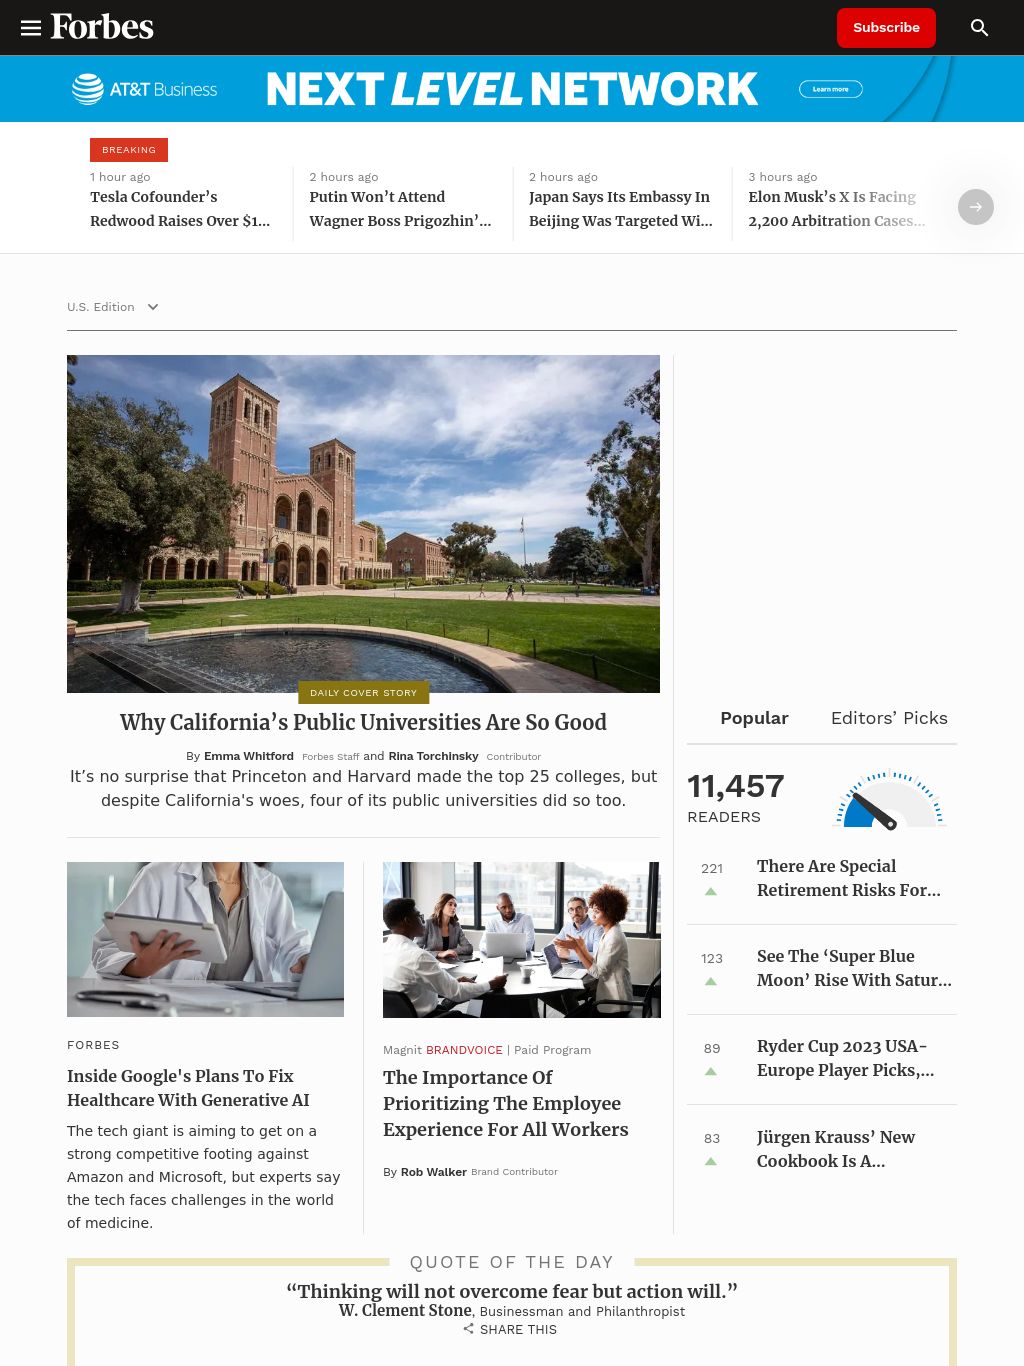 Forbes
Subscribe
AT&T Business
NEXT LEVEL NETWORK
Learn more
BREAKING
1 hour ago
Tesla Cofounder’s
Redwood Raises Over $1...
2 hours ago
Putin Won’t Attend
Wagner Boss Prigozhin’...
2 hours ago
Japan Says Its Embassy In
Beijing Was Targeted Wi...
3 hours ago
Elon Musk’s X Is Facing
2,200 Arbitration Cases...
U.S. Edition
DAILY COVER STORY
Why California’s Public Universities Are So Good
By Emma Whitford Forbes Staff and Rina Torchinsky Contributor
It’s no surprise that Princeton and Harvard made the top 25 colleges, but
despite California's woes, four of its public universities did so too.
FORBES
Inside Google's Plans To Fix
Healthcare With Generative AI
The tech giant is aiming to get on a
strong competitive footing against
Amazon and Microsoft, but experts say
the tech faces challenges in the world
of medicine.
Magnit BRANDVOICE | Paid Program
The Importance Of
Prioritizing The Employee
Experience For All Workers
By Rob Walker Brand Contributor
Popular
Editors’ Picks
11,457
READERS
221
There Are Special
Retirement Risks For...
123
See The ‘Super Blue
Moon’ Rise With Satur...
89
Ryder Cup 2023 USA-
Europe Player Picks,...
83
Jürgen Krauss’ New
Cookbook Is A...
QUOTE OF THE DAY
“Thinking will not overcome fear but action will.”
W. Clement Stone, Businessman and Philanthropist
SHARE THIS